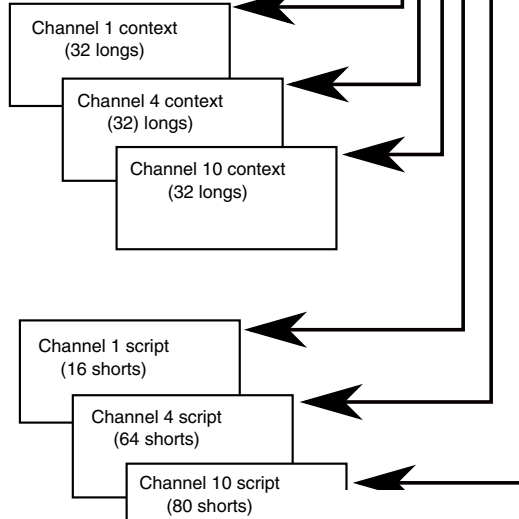 Channel 1 context
(32 longs)
Channel 4 context
(32) longs)
Channel 10 context
(32 longs)
Channel 1 script
(16 shorts)
Channel 4 script
(64 shorts)
Channel 10 script
(80 shorts)